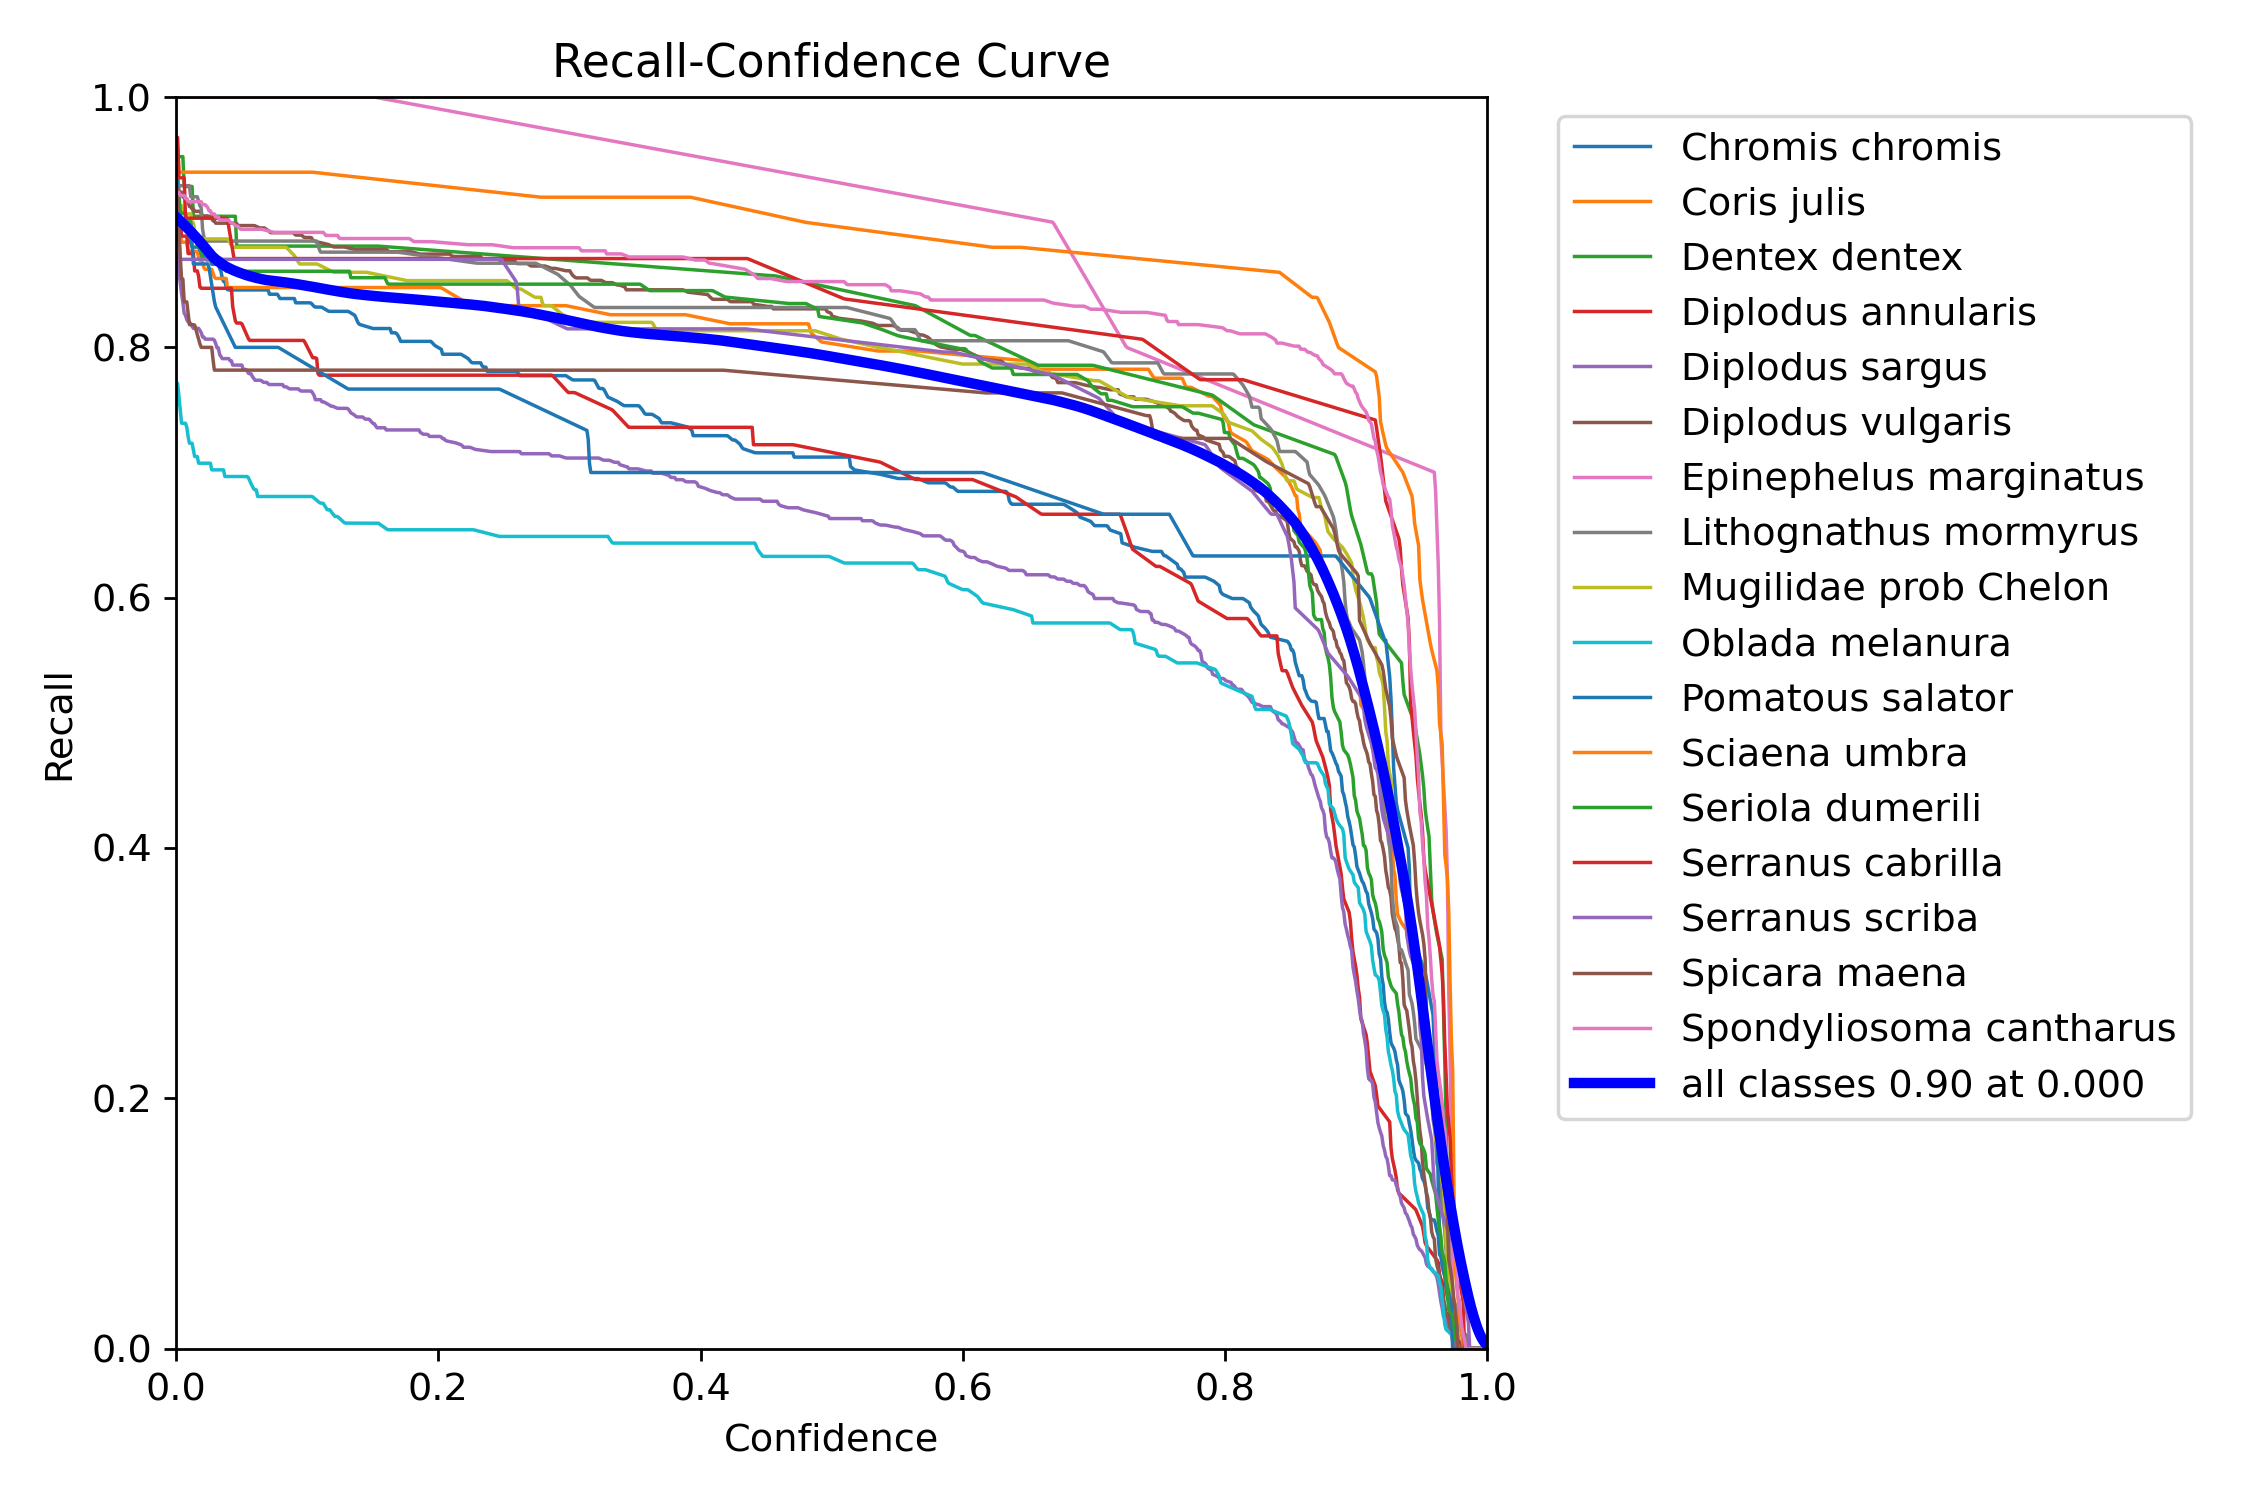 Recall-Confidence Curve
1.0
0.8
0.6
0.4
0.2
0.0
Recall
0.0 0.2 0.4 0.6 0.8 1.0
Confidence
Chromis chromis
Coris julis
Dentex dentex
Diplodus annularis
Diplodus sargus
Diplodus vulgaris
Epinephelus marginatus
Lithognathus mormyrus
Mugilidae prob Chelon
Oblada melanura
Pomatous salator
Sciaena umbra
Seriola dumerili
Serranus cabrilla
Serranus scriba
Spicara maena
Spondyliosoma cantharus
all classes 0.90 at 0.000